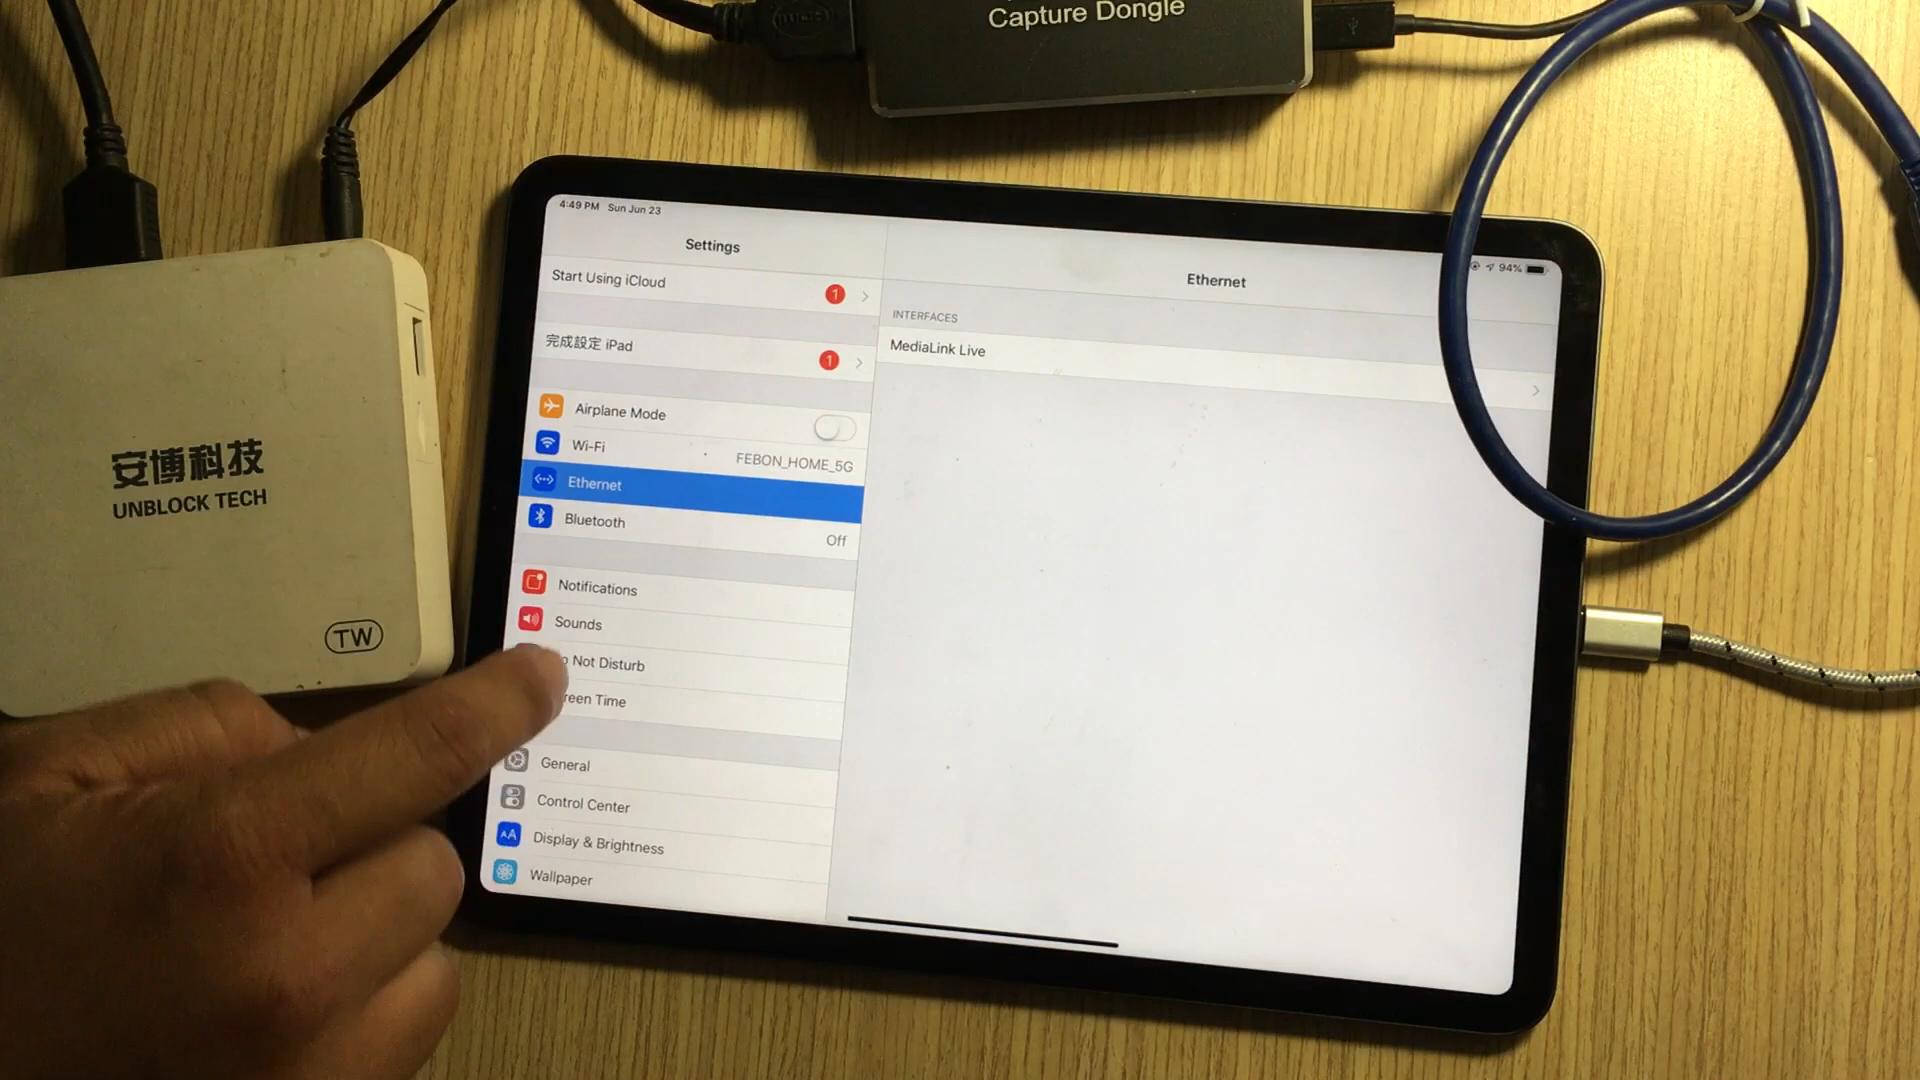 Capture Dongle
安博科技
UNBLOCK TECH
TW
4:49 PM Sun Jun 23
94%
Settings
Start Using iCloud
1
完成設定 iPad
1
Airplane Mode
Wi-Fi
FEBON_HOME_5G
Ethernet
Bluetooth
Off
Notifications
Sounds
o Not Disturb
reen Time
General
Control Center
AA
Display & Brightness
Wallpaper
Ethernet
INTERFACES
MediaLink Live